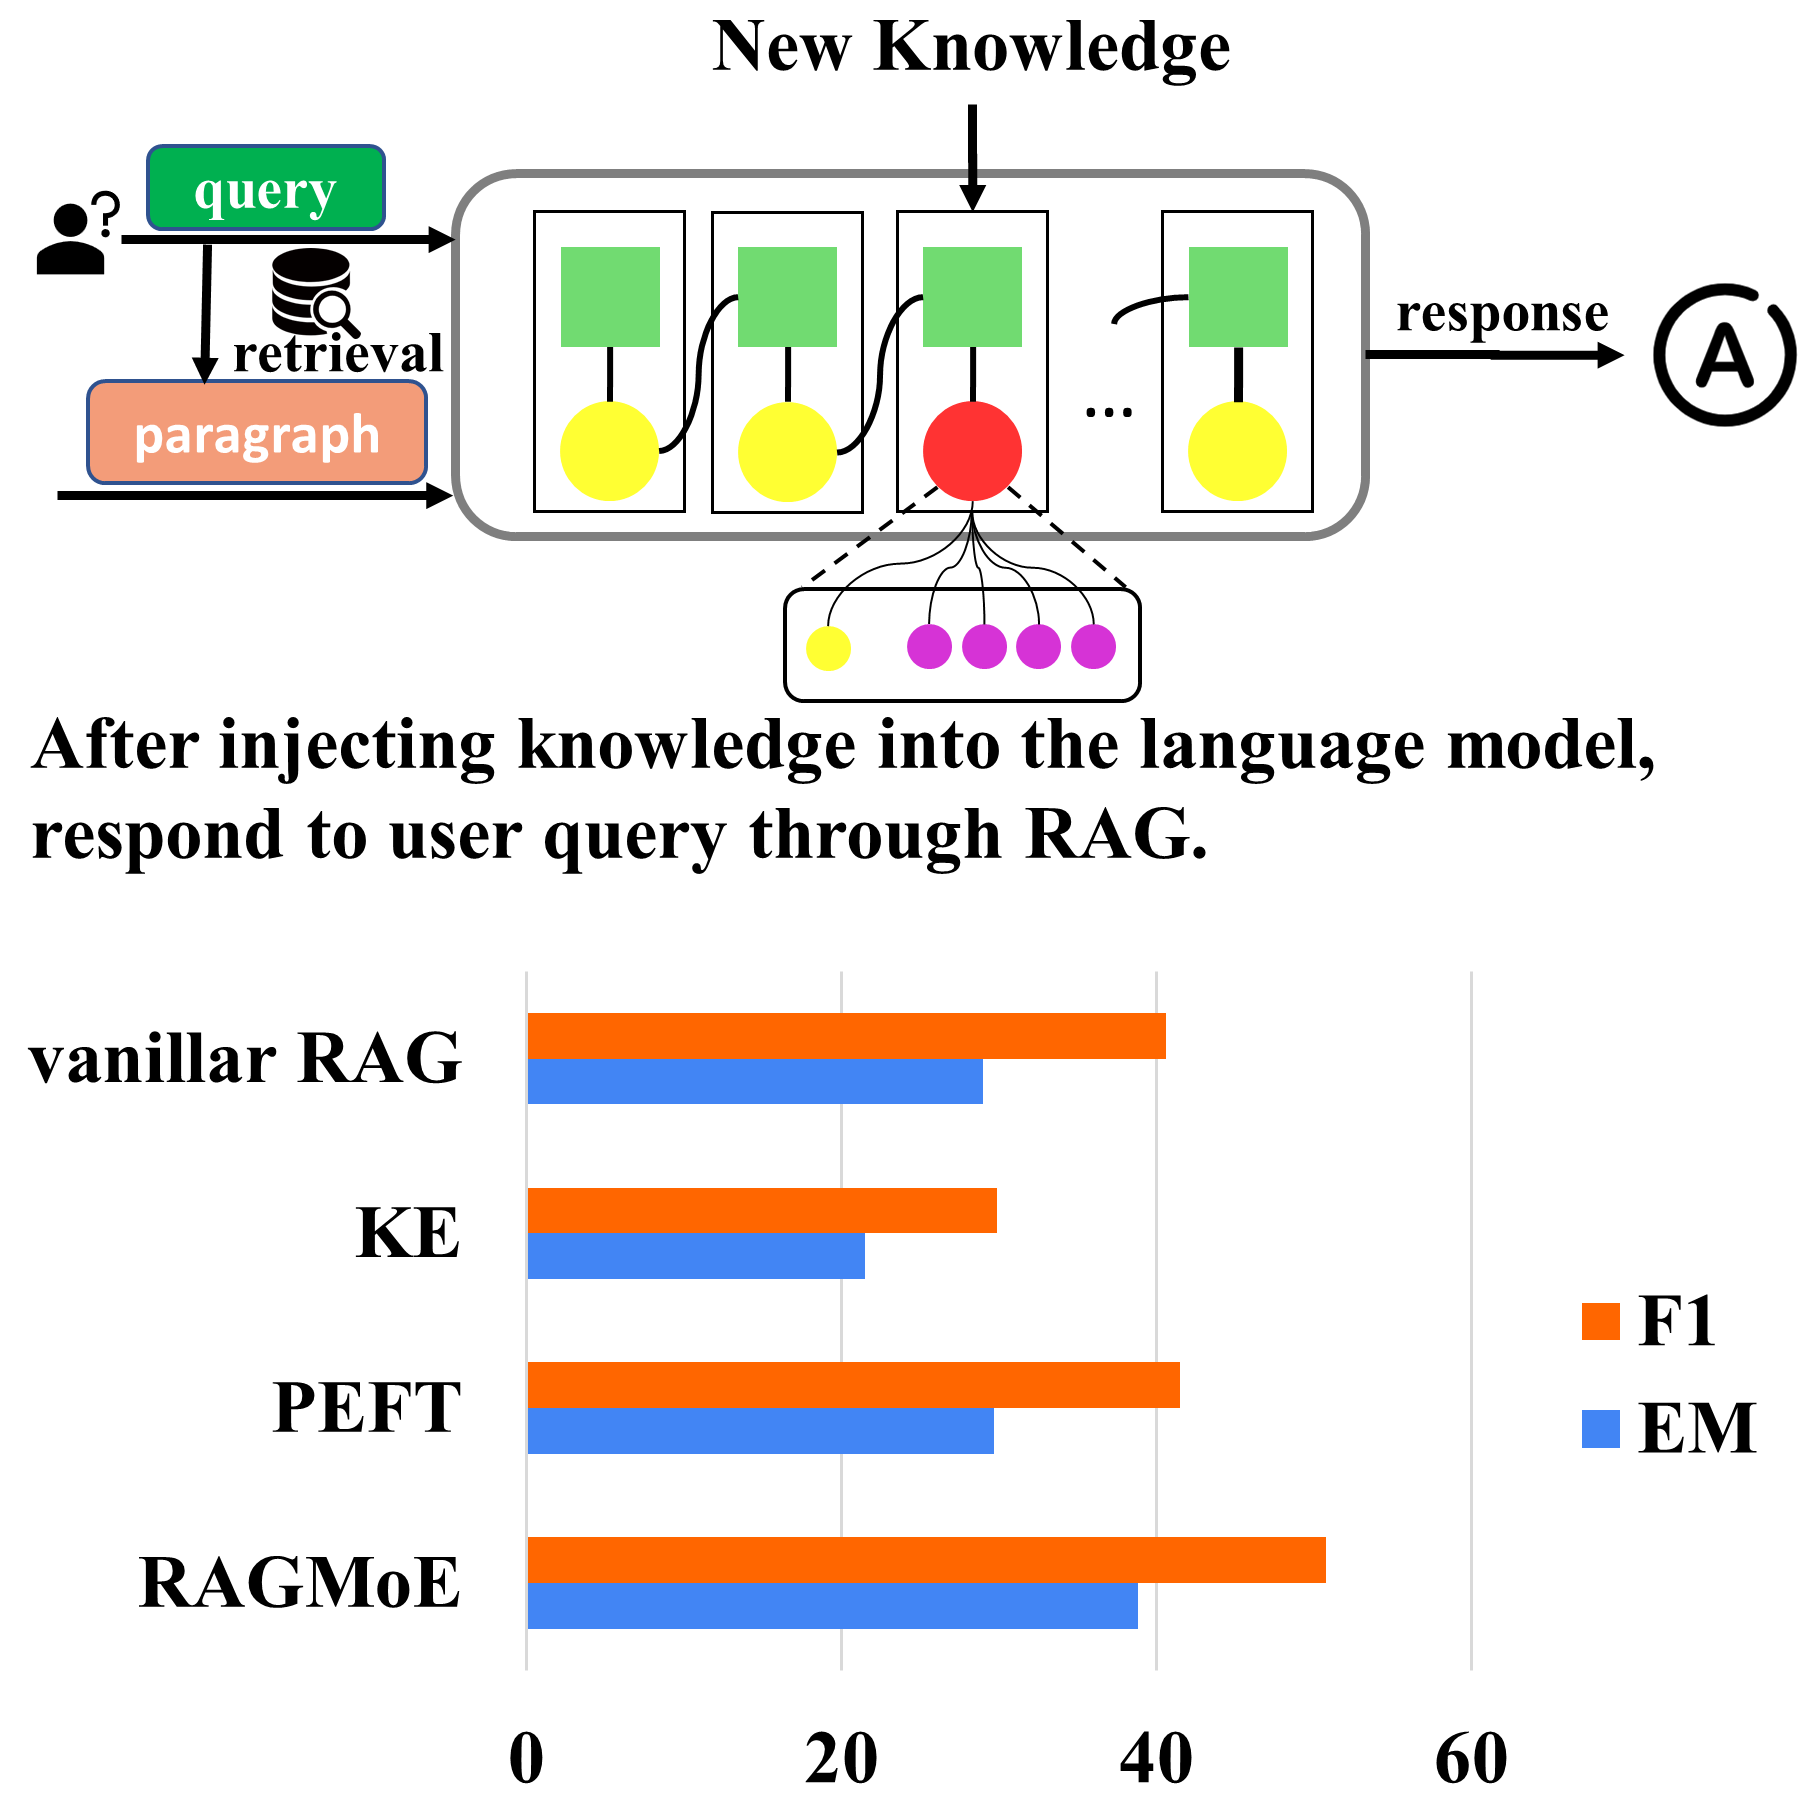 New Knowledge
query
?
retrieval
paragraph
...
response
A
After injecting knowledge into the language model,
respond to user query through RAG.
vanillar RAG
KE
PEFT
RAGMoE
F1
EM
0 20 40 60